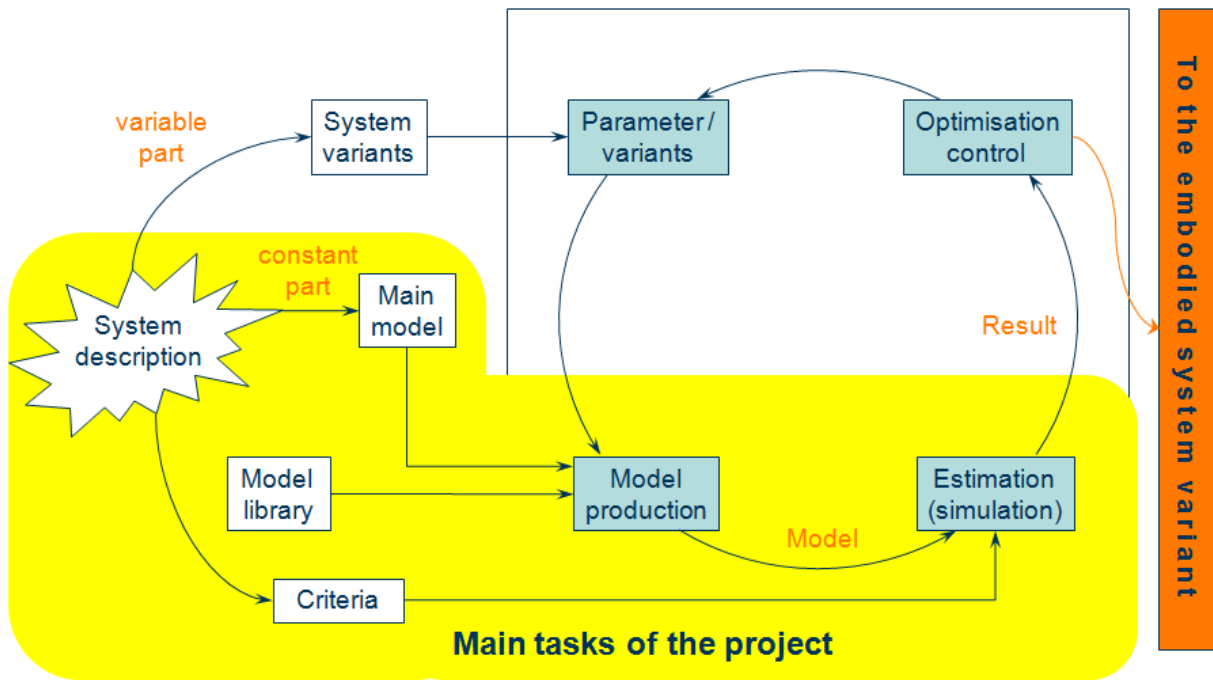 variable
part
System
variants
Parameter/
variants
Optimisation
control
To the embodied system variant
constant
part
System
description
Main
model
Result
Model
library
Model
production
Estimation
(simulation)
Model
Criteria
Main tasks of the project